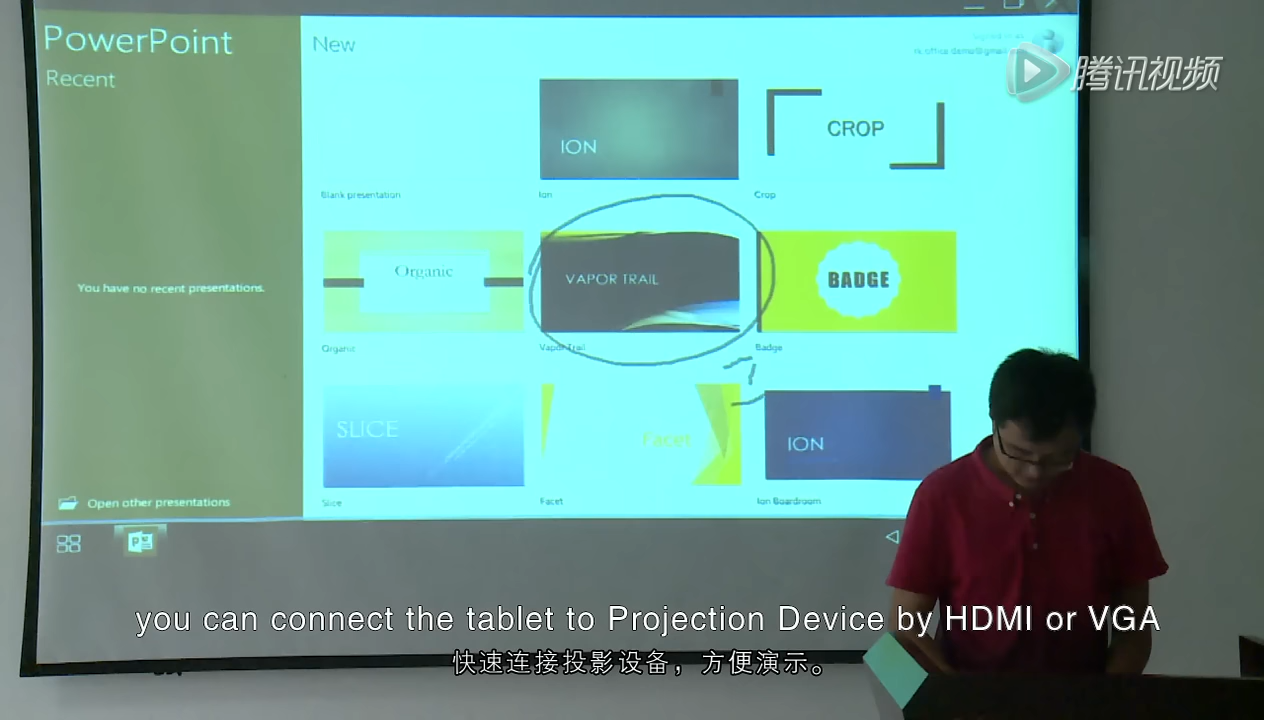 PowerPoint
Recent
You have no recent presentations.
Open other presentations
New
腾讯视频
ION
CROP
Blank presentation
Ion
Crop
Organic
VAPOR TRAIL
BADGE
Organic
Vapor Trail
Badge
SLICE
Facet
ION
Slice
Facet
Ion Boardroom
you can connect the tablet to Projection Device by HDMI or VGA
快速连接投影设备，方便演示。